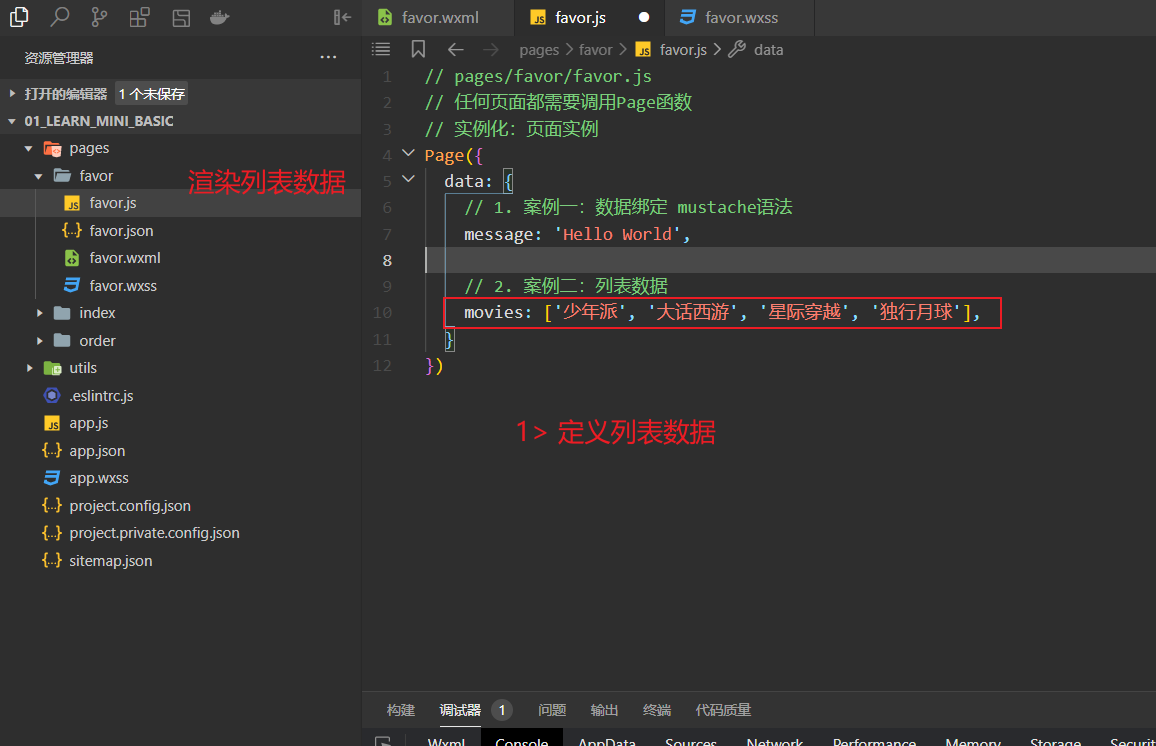 favor.wxml
favor.js
favor.wxss
资源管理器
pages > favor > favor.js > data
打开的编辑器 1 个未保存
01_LEARN_MINI_BASIC
pages
favor
渲染列表数据
favor.js
favor.json
favor.wxml
favor.wxss
index
order
utils
.eslintrc.js
app.js
app.json
app.wxss
project.config.json
project.private.config.json
sitemap.json
1 // pages/favor/favor.js
2 // 任何页面都需要调用Page函数
3 // 实例化: 页面实例
4 Page({
5 data: {
6 // 1. 案例一: 数据绑定 mustache语法
7 message: 'Hello World',
8
9 // 2. 案例二: 列表数据
10 movies: ['少年派', '大话西游', '星际穿越', '独行月球'],
11 }
12 })
1> 定义列表数据
构建 调试器 1 问题 输出 终端 代码质量
Wxml Console AppData Sources Network Performance Memory Storage Securit